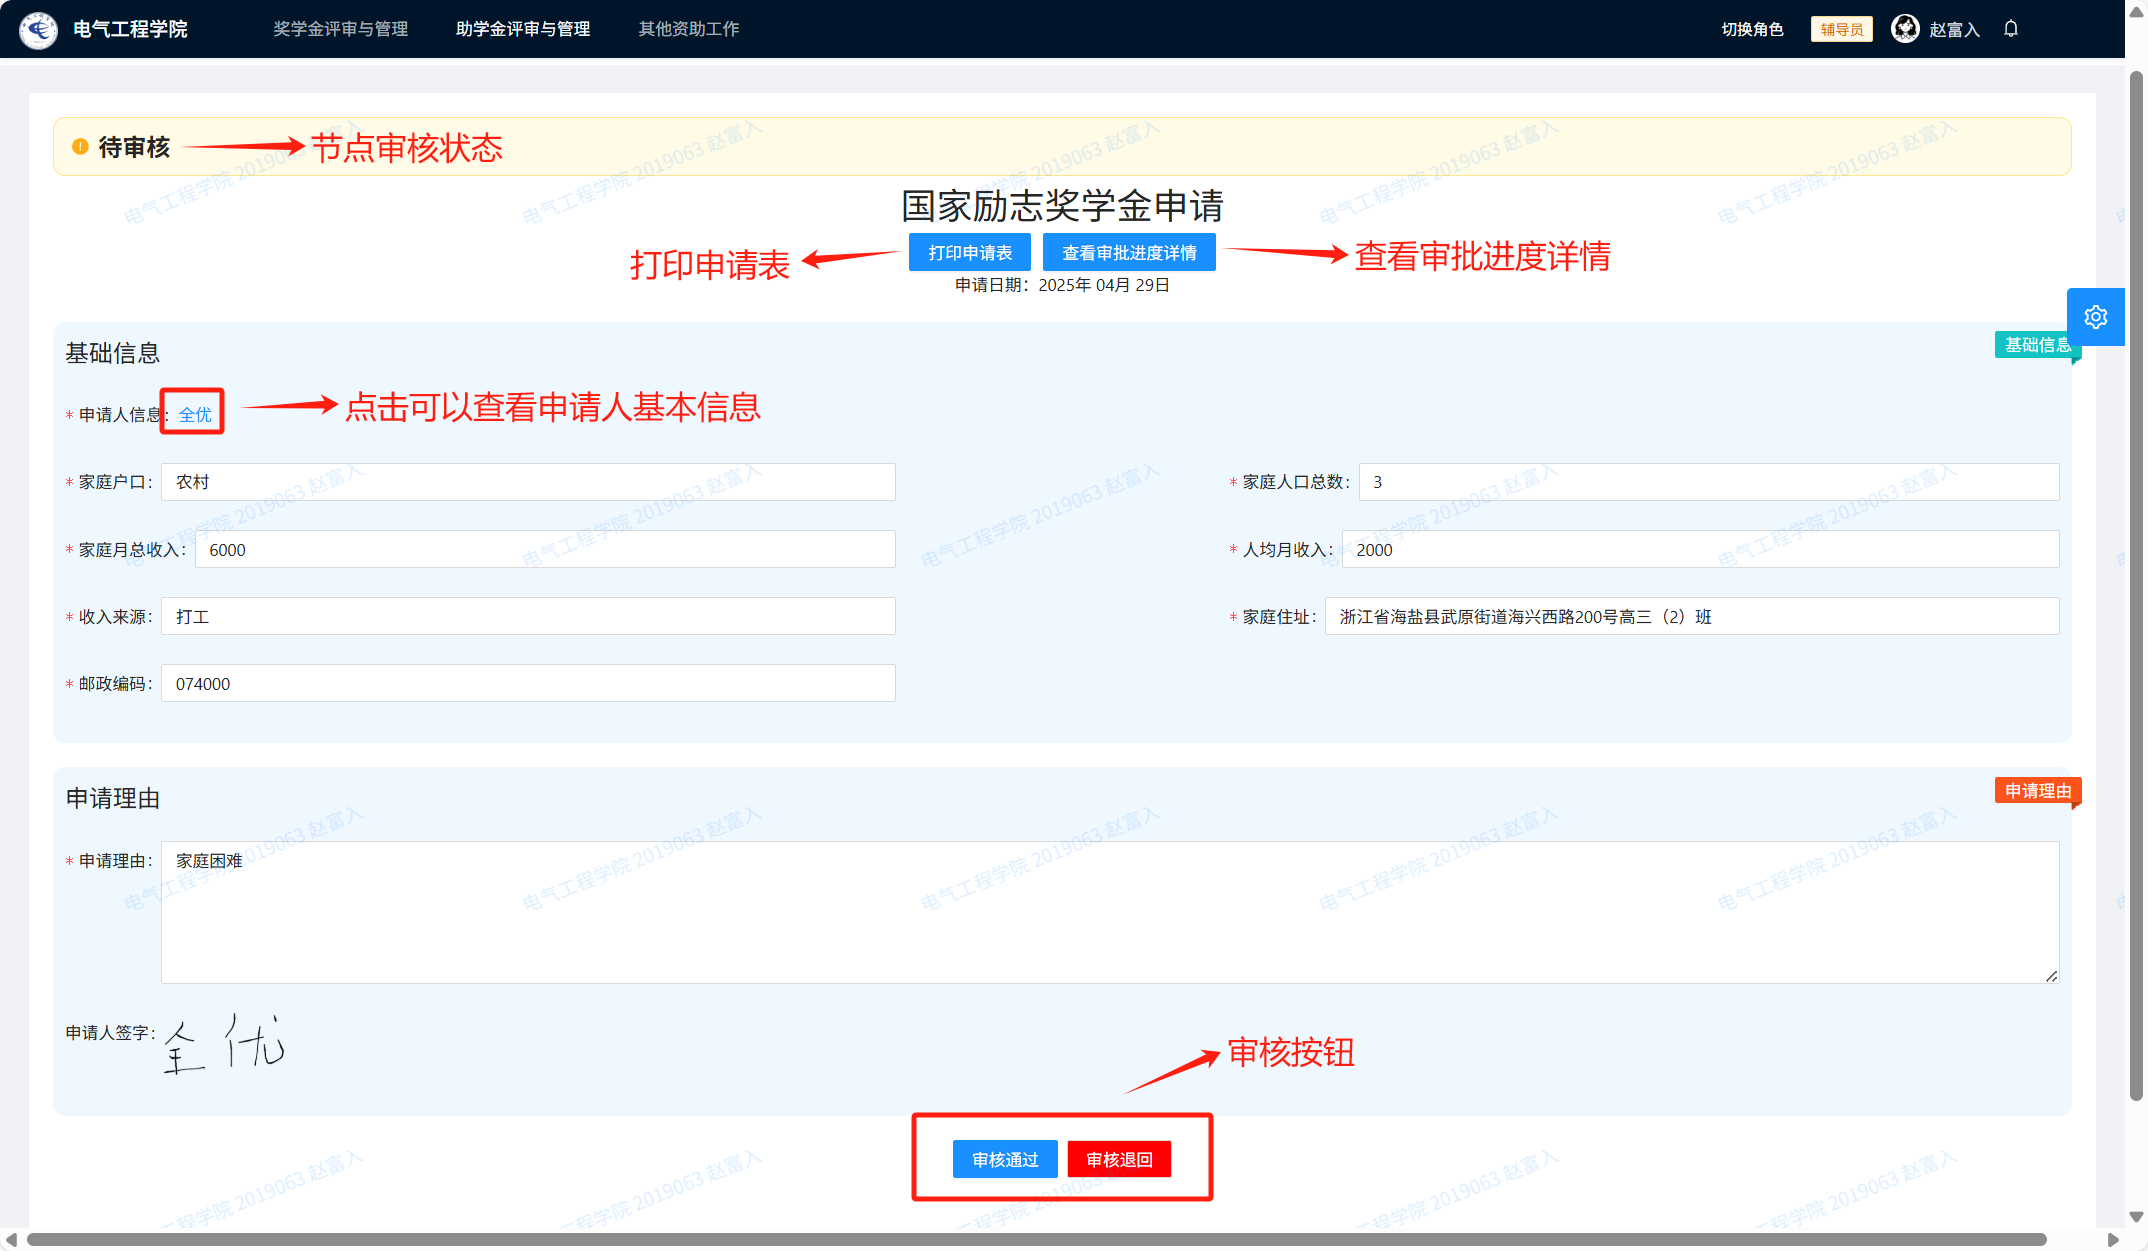 电气工程学院 奖学金评审与管理 助学金评审与管理 其他资助工作 切换角色 辅导员 赵富入
待审核 节点审核状态
国家励志奖学金申请
打印申请表 打印申请表 查看审批进度详情 查看审批进度详情
申请日期：2025年 04月 29日
基础信息 基础信息
* 申请人信息：全优 点击可以查看申请人基本信息
* 家庭户口： 农村 * 家庭人口总数： 3
* 家庭月总收入： 6000 * 人均月收入： 2000
* 收入来源： 打工 * 家庭住址： 浙江省海盐县武原街道海兴西路200号高三（2）班
* 邮政编码： 074000
申请理由 申请理由
* 申请理由： 家庭困难
申请人签字： 全优
审核按钮
审核通过 审核退回
电气工程学院 2019063 赵富入